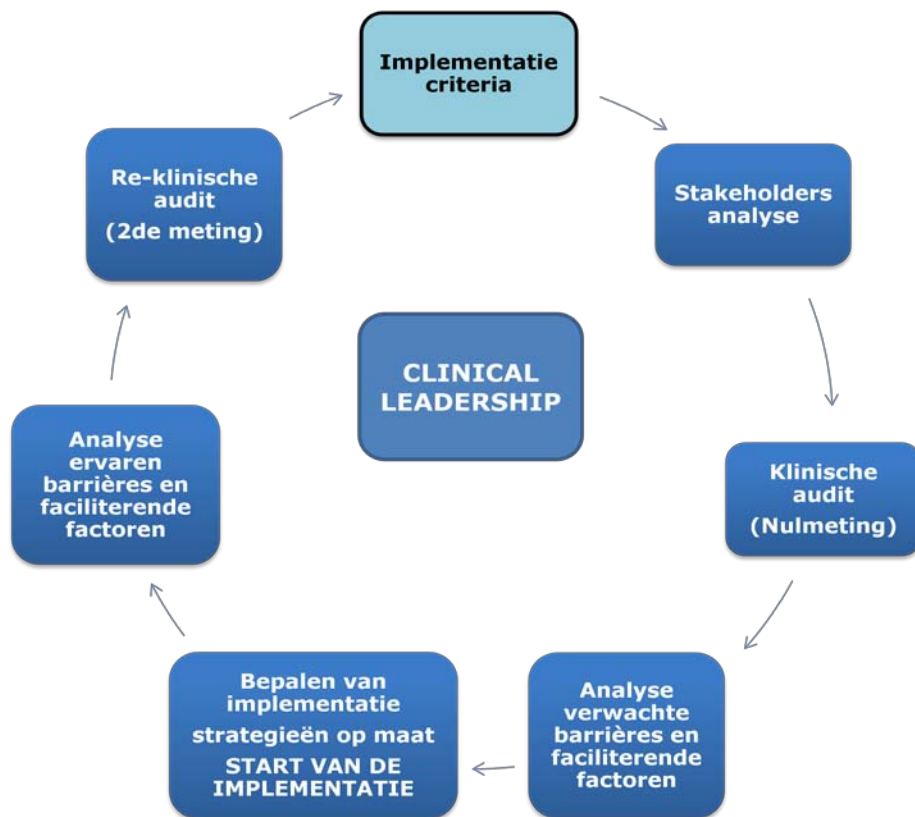 Implementatie
criteria
Stakeholders
analyse
Klinische
audit
(Nulmeting)
Analyse
verwachte
barrières en
faciliterende
factoren
Bepalen van
implementatie
strategieën op maat
START VAN DE
IMPLEMENTATIE
Analyse
ervaren
barrières en
faciliterende
factoren
Re-klinische
audit
(2de meting)
CLINICAL
LEADERSHIP